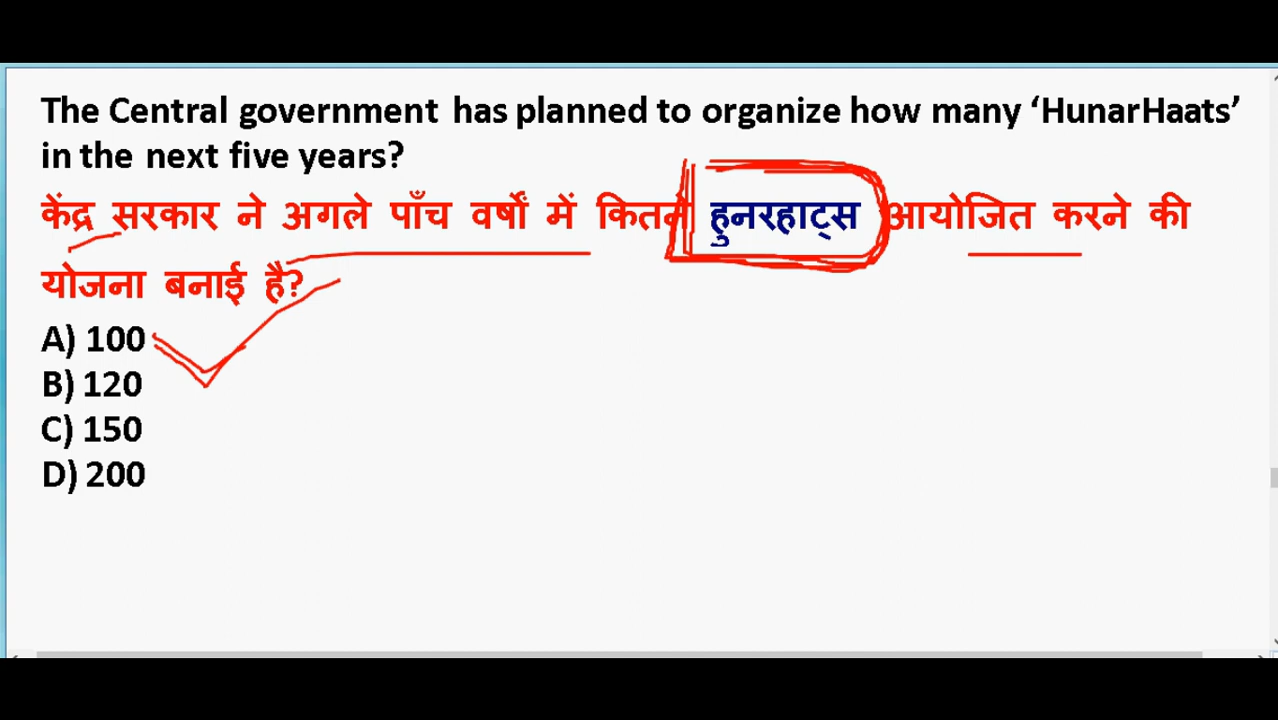 The Central government has planned to organize how many ‘HunarHaats’
in the next five years?
केंद्र सरकार ने अगले पाँच वर्षों में कितने हुनरहाट्स आयोजित करने की
योजना बनाई है?
A) 100
B) 120
C) 150
D) 200